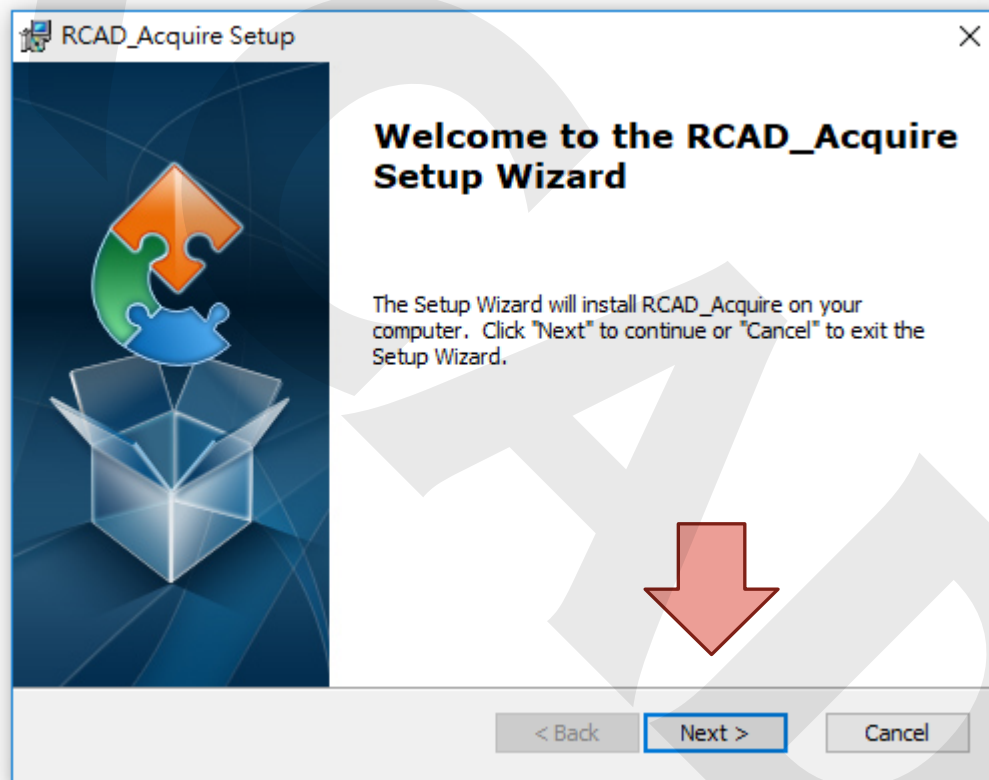 RCAD_Acquire Setup
Welcome to the RCAD_Acquire
Setup Wizard
The Setup Wizard will install RCAD_Acquire on your
computer. Click "Next" to continue or "Cancel" to exit the
Setup Wizard.
< Back Next > Cancel